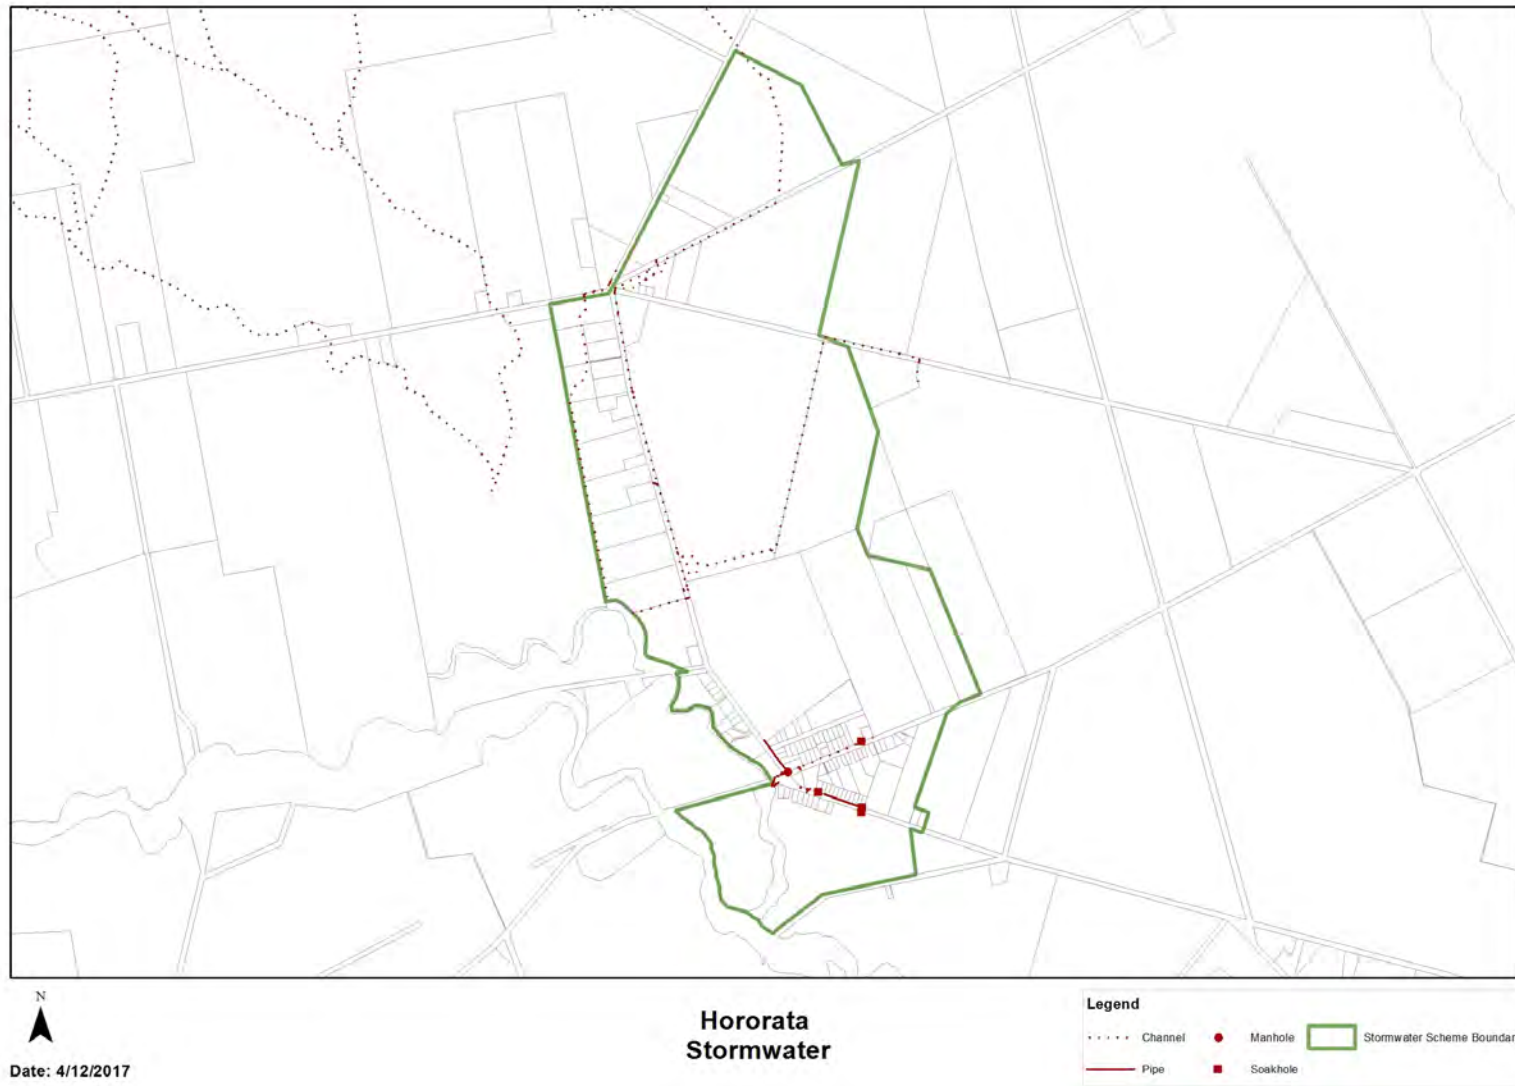 N
Date: 4/12/2017
Hororata
Stormwater
Legend
Channel
Manhole
Stormwater Scheme Boundar
Pipe
Soakhole